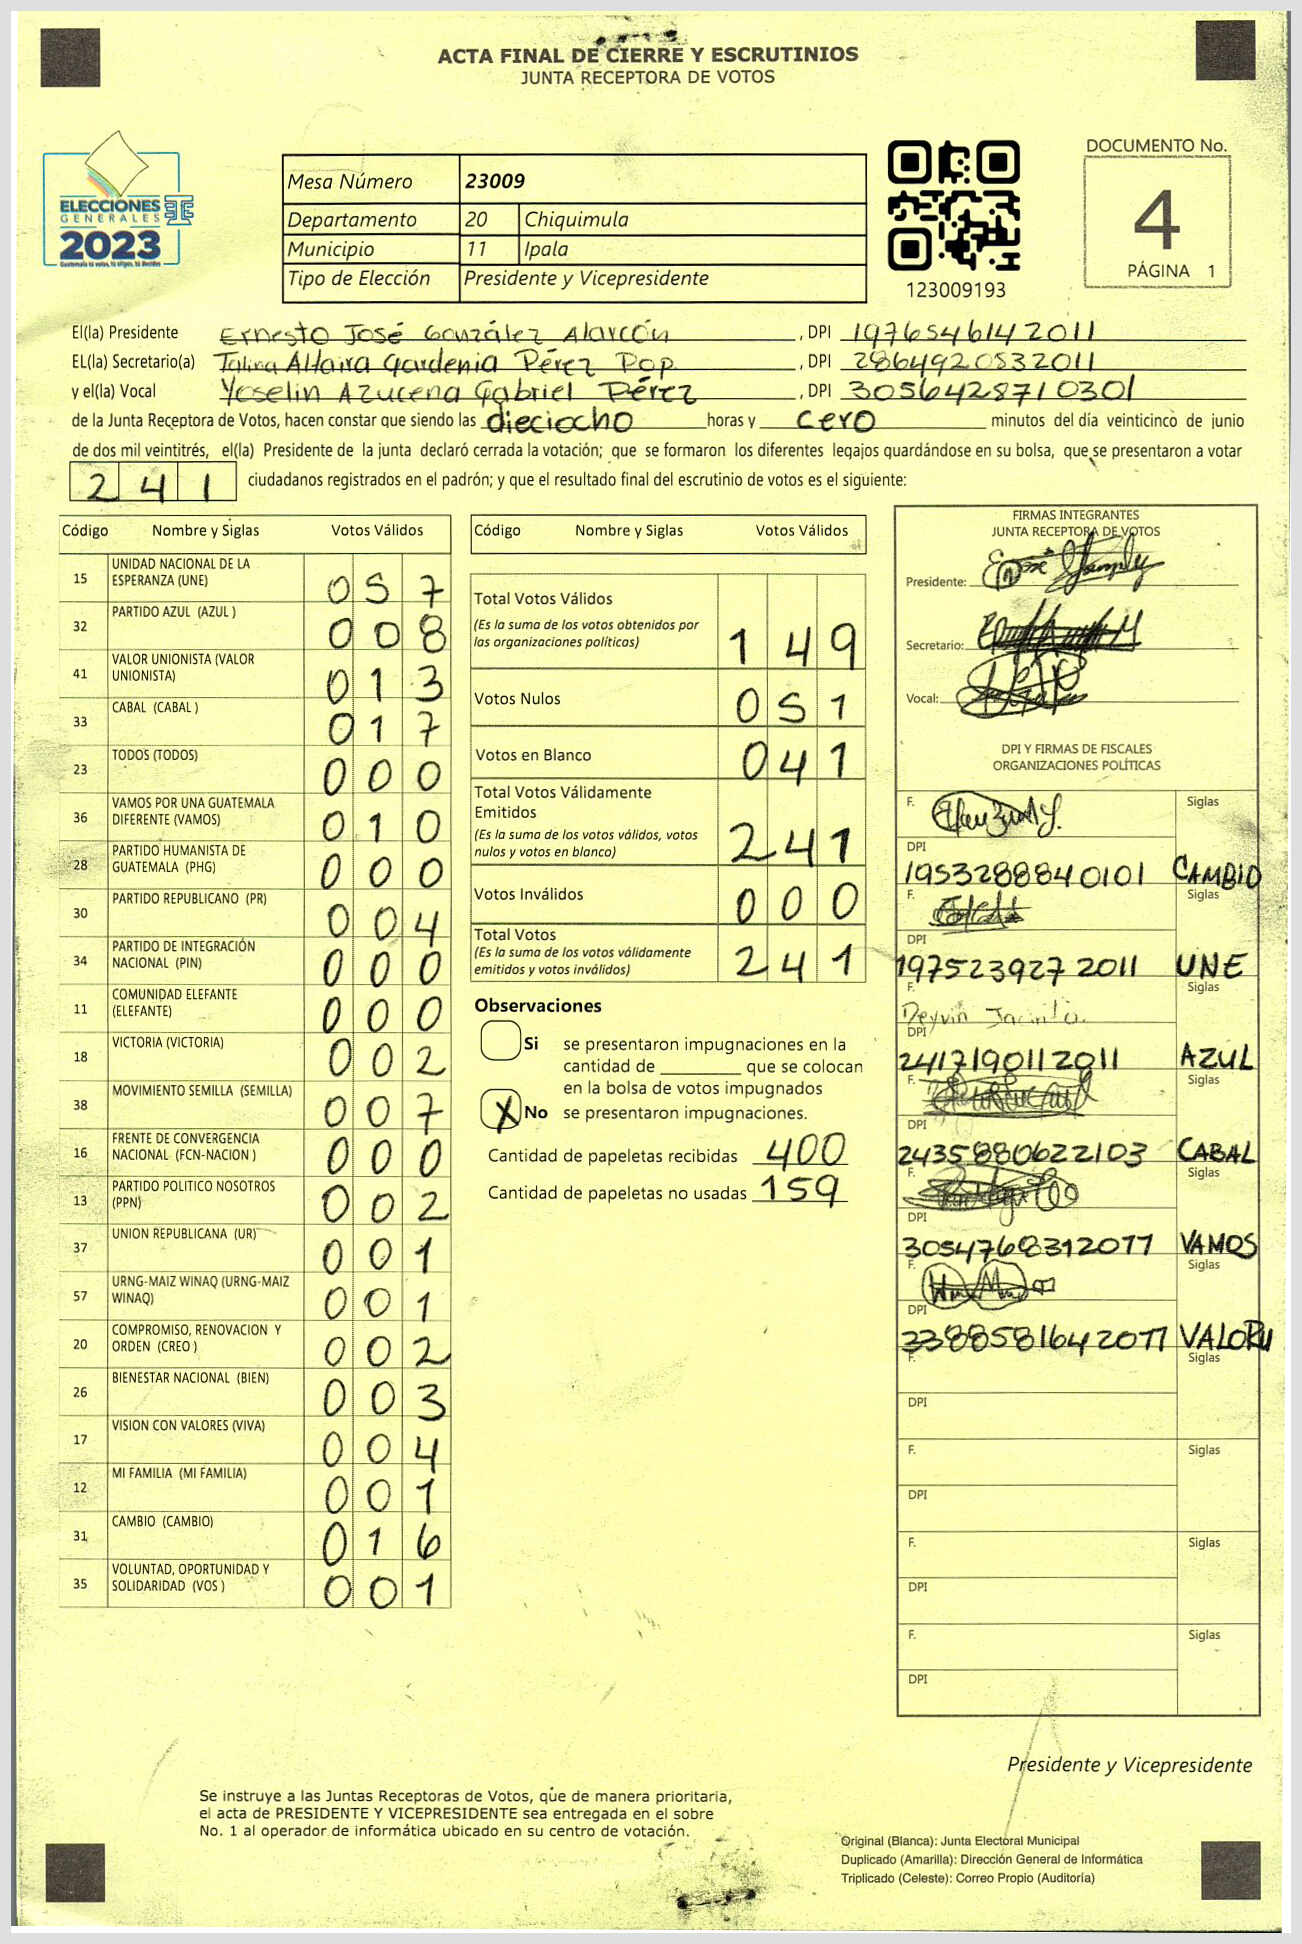 ACTA FINAL DE CIERRE Y ESCRUTINIOS
JUNTA RECEPTORA DE VOTOS
ELECCIONES
GENERALES
2023
Mesa Número 23009
Departamento 20 Chiquimula
Municipio 11 Ipala
Tipo de Elección Presidente y Vicepresidente
123009193
DOCUMENTO No.
4
PÁGINA 1
El(la) Presidente Ernesto José González Alarcón, DPI 1976546142011
EL(la) Secretario(a) Altaira Gardenia Pérez Pop, DPI 2864920532011
y el(la) Vocal Yoselin Azucena Gabriel Pérez, DPI 3056428710301
de la Junta Receptora de Votos, hacen constar que siendo las dieciocho horas y cero minutos del día veinticinco de junio
de dos mil veintitrés, el(la) Presidente de la junta declaró cerrada la votación; que se formaron los diferentes legajos guardándose en su bolsa, que se presentaron a votar
241 ciudadanos registrados en el padrón; y que el resultado final del escrutinio de votos es el siguiente:
Código Nombre y Siglas Votos Válidos
15 UNIDAD NACIONAL DE LA
ESPERANZA (UNE) 057
32 PARTIDO AZUL (AZUL ) 008
41 VALOR UNIONISTA (VALOR
UNIONISTA) 013
33 CABAL (CABAL ) 017
23 TODOS (TODOS) 000
36 VAMOS POR UNA GUATEMALA
DIFERENTE (VAMOS) 010
28 PARTIDO HUMANISTA DE
GUATEMALA (PHG) 000
30 PARTIDO REPUBLICANO (PR) 004
34 PARTIDO DE INTEGRACIÓN
NACIONAL (PIN) 000
11 COMUNIDAD ELEFANTE
(ELEFANTE) 000
18 VICTORIA (VICTORIA) 002
38 MOVIMIENTO SEMILLA (SEMILLA) 007
16 FRENTE DE CONVERGENCIA
NACIONAL (FCN-NACION ) 000
13 PARTIDO POLITICO NOSOTROS
(PPN) 002
37 UNION REPUBLICANA (UR) 001
57 URNG-MAIZ WINAQ (URNG-MAIZ
WINAQ) 001
20 COMPROMISO, RENOVACION Y
ORDEN (CREO ) 002
26 BIENESTAR NACIONAL (BIEN) 003
17 VISION CON VALORES (VIVA) 004
12 MI FAMILIA (MI FAMILIA) 001
31 CAMBIO (CAMBIO) 016
35 VOLUNTAD, OPORTUNIDAD Y
SOLIDARIDAD (VOS ) 001
Código Nombre y Siglas Votos Válidos
Total Votos Válidos
(Es la suma de los votos obtenidos por
las organizaciones políticas) 149
Votos Nulos 051
Votos en Blanco 041
Total Votos Válidamente
Emitidos
(Es la suma de los votos válidos, votos
nulos y votos en blanco) 241
Votos Inválidos 000
Total Votos
(Es la suma de los votos válidamente
emitidos y votos inválidos) 241
Observaciones
Si se presentaron impugnaciones en la
cantidad de ________ que se colocan
en la bolsa de votos impugnados
X No se presentaron impugnaciones.
Cantidad de papeletas recibidas 400
Cantidad de papeletas no usadas 159
FIRMAS INTEGRANTES
JUNTA RECEPTORA DE VOTOS
Presidente:
Secretario:
Vocal:
DPI Y FIRMAS DE FISCALES
ORGANIZACIONES POLÍTICAS
F. Siglas
DPI
1953288840101 CAMBIO
F. Siglas
DPI
1975239272011 UNE
F. Deyvin Siglas
DPI
2417190112011 AZUL
F. Siglas
DPI
2435880622103 CABAL
F. Siglas
DPI
3054768312011 VAMOS
F. Siglas
DPI
3388581642011 VALORU
F. Siglas
DPI
F. Siglas
DPI
F. Siglas
DPI
F. Siglas
DPI
Presidente y Vicepresidente
Se instruye a las Juntas Receptoras de Votos, que de manera prioritaria,
el acta de PRESIDENTE Y VICEPRESIDENTE sea entregada en el sobre
No. 1 al operador de informática ubicado en su centro de votación.
Original (Blanca): Junta Electoral Municipal
Duplicado (Amarilla): Dirección General de Informática
Triplicado (Celeste): Correo Propio (Auditoría)